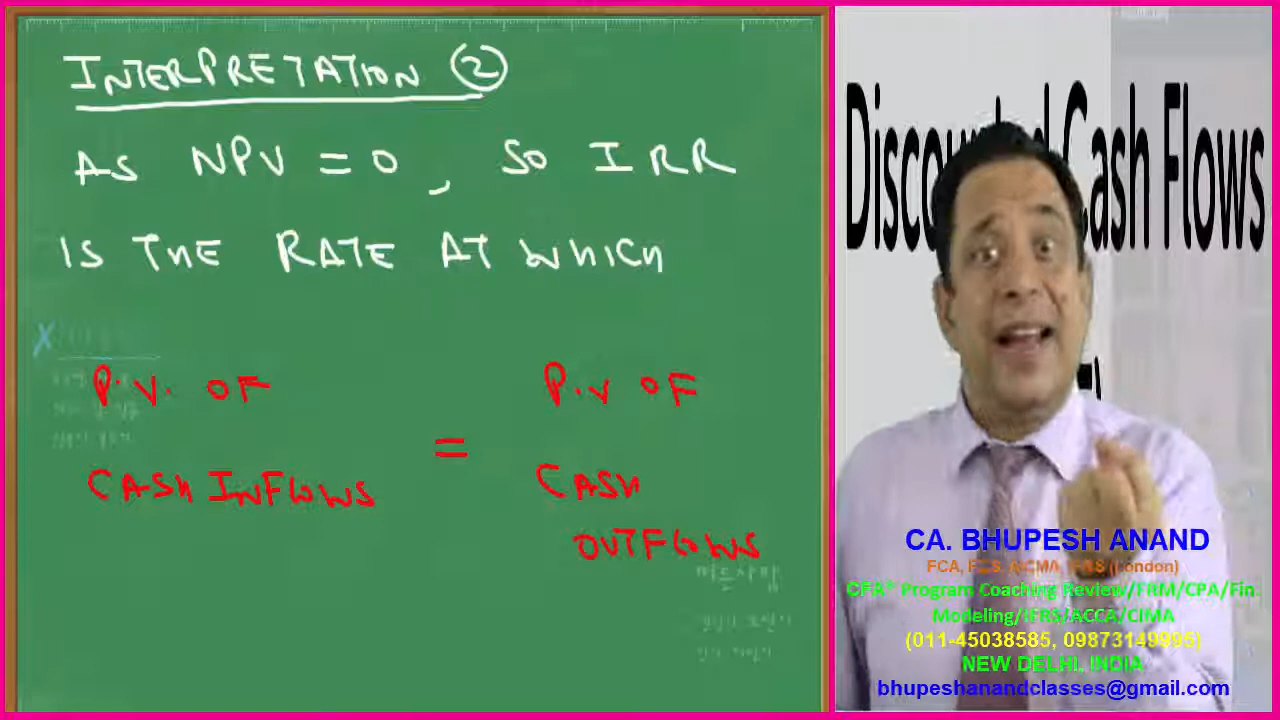 INTERPRETATION ②
AS NPV = 0, SO IRR
IS THE RATE AT WHICH
P.V. OF
CASH INFLOWS
=
P.V OF
CASH
OUTFLOWS
Cash Flows
CA. BHUPESH ANAND
(London)
CFA® Program Coaching Review/FRM/CPA/Fin.
Modeling/IFRS/ACCA/CIMA
(011-45038585, 09873149995)
NEW DELHI, INDIA
bhupeshanandclasses@gmail.com